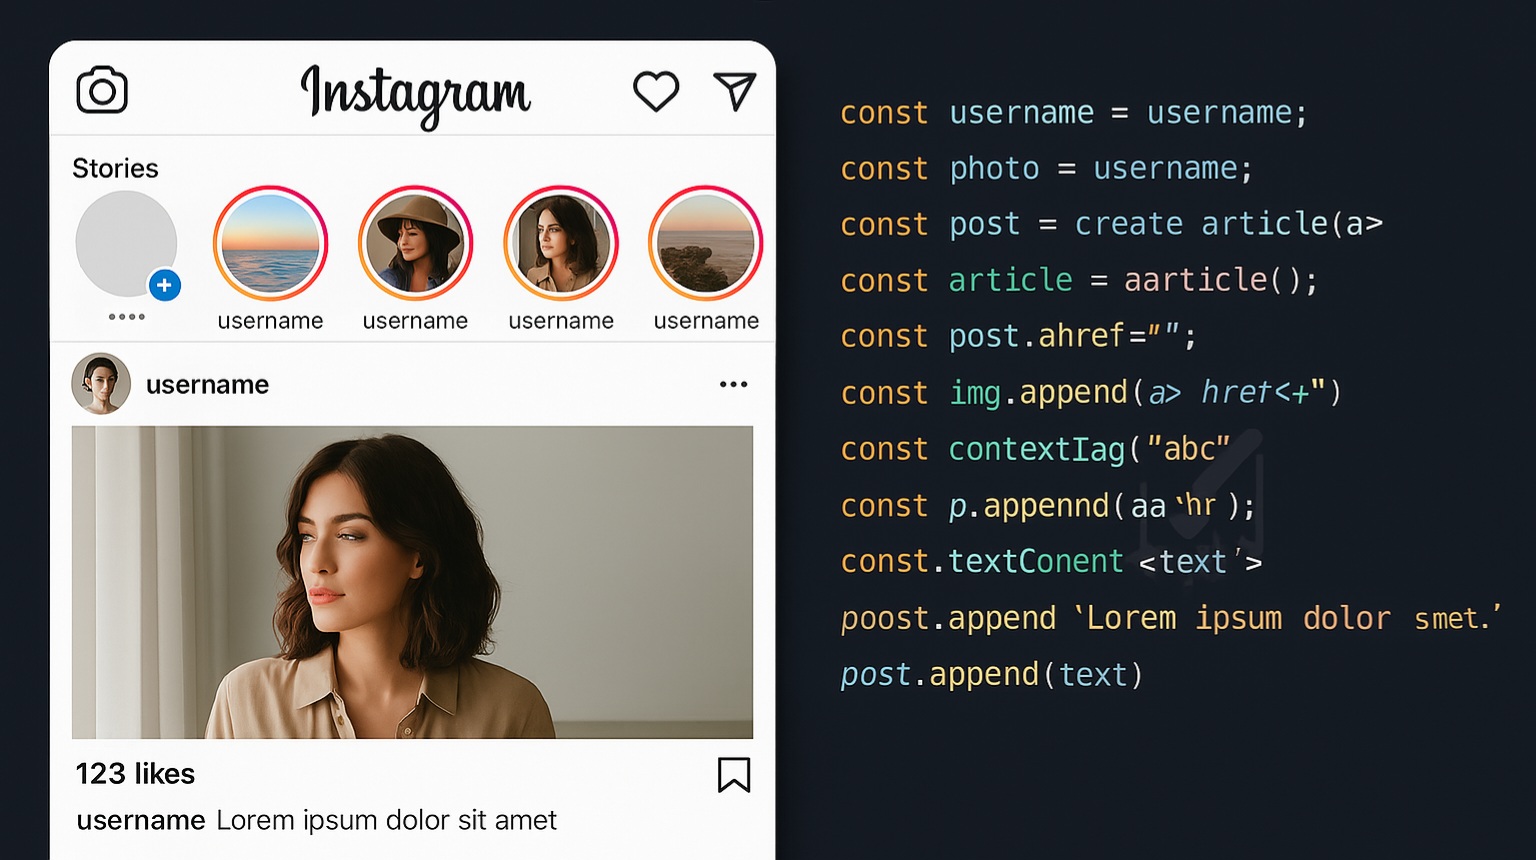 Instagram
Stories
username
username
username
username
username
123 likes
username Lorem ipsum dolor sit amet
const username = username;
const photo = username;
const post = create article(a>
const article = aarticle();
const post.ahref="";
const img.append(a> href<+")
const contextIag("abc"
const p.appennd(aa 'hr );
const.textConent <text'>
poost.append 'Lorem ipsum dolor smet.'
post.append(text)